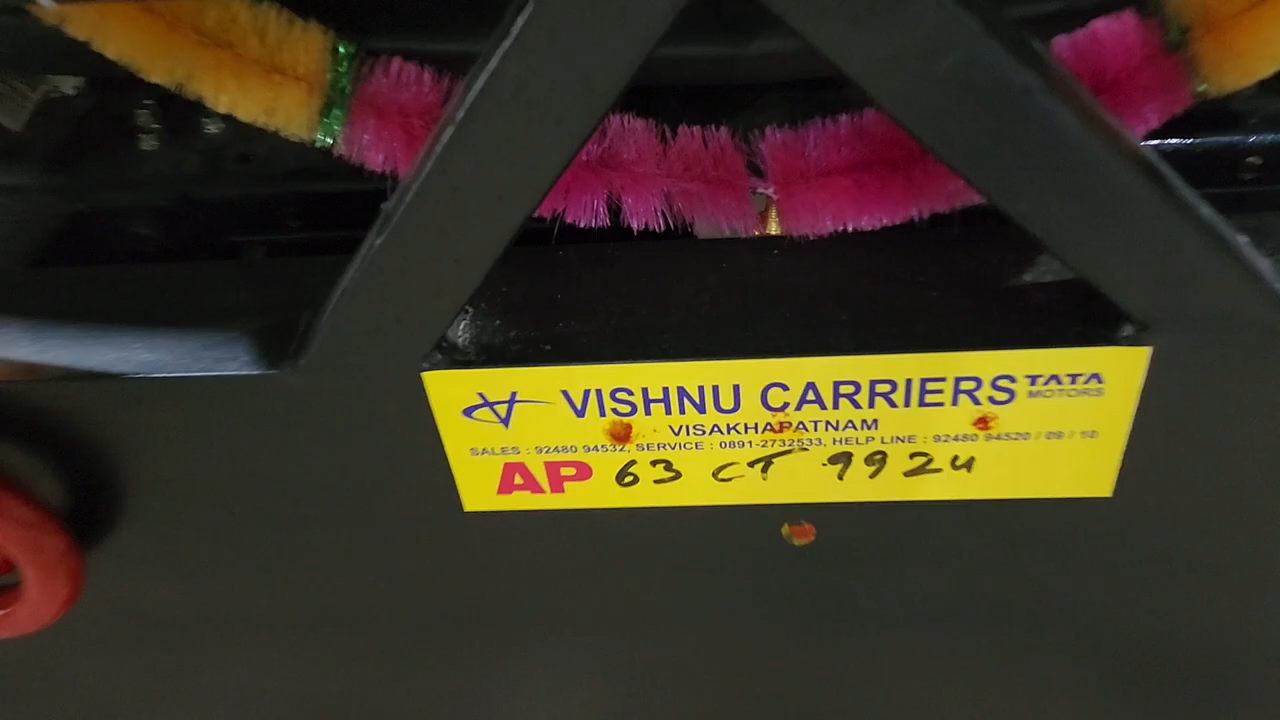 VISHNU CARRIERS TATA MOTORS
VISAKHAPATNAM
SALES : 92480 94532, SERVICE : 0891-2732533, HELP LINE : 92480 94520 / 09 / 10
AP 63 CT 9924